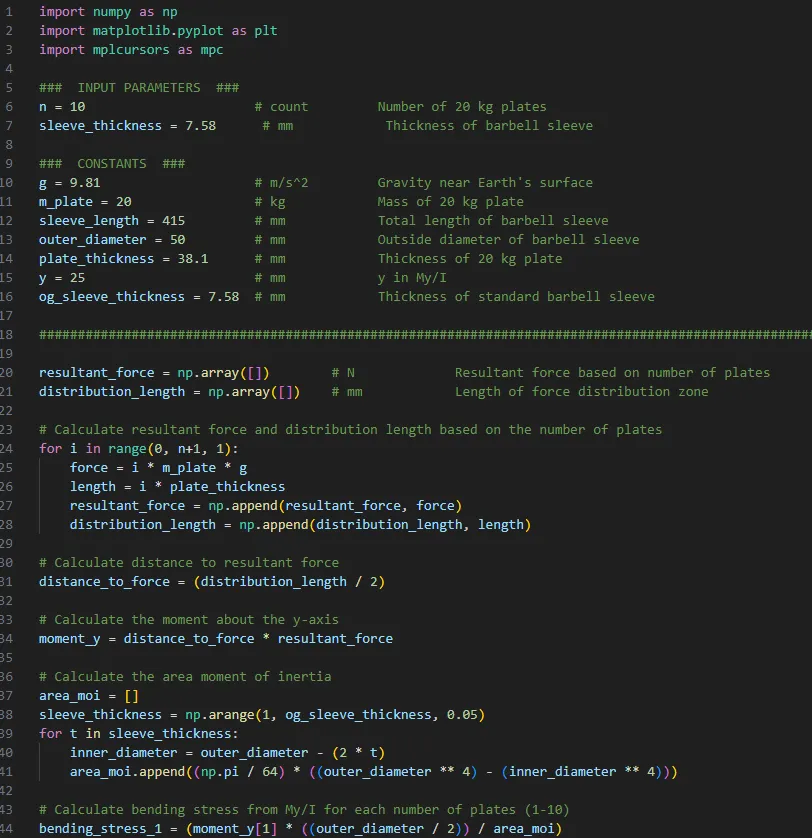 1 import numpy as np
2 import matplotlib.pyplot as plt
3 import mplcursors as mpc
4
5 ### INPUT PARAMETERS ###
6 n = 10 # count Number of 20 kg plates
7 sleeve_thickness = 7.58 # mm Thickness of barbell sleeve
8
9 ### CONSTANTS ###
10 g = 9.81 # m/s^2 Gravity near Earth's surface
11 m_plate = 20 # kg Mass of 20 kg plate
12 sleeve_length = 415 # mm Total length of barbell sleeve
13 outer_diameter = 50 # mm Outside diameter of barbell sleeve
14 plate_thickness = 38.1 # mm Thickness of 20 kg plate
15 y = 25 # mm y in My/I
16 og_sleeve_thickness = 7.58 # mm Thickness of standard barbell sleeve
17
18 ####################################################################################################
19
20 resultant_force = np.array([]) # N Resultant force based on number of plates
21 distribution_length = np.array([]) # mm Length of force distribution zone
22
23 # Calculate resultant force and distribution length based on the number of plates
24 for i in range(0, n+1, 1):
25     force = i * m_plate * g
26     length = i * plate_thickness
27     resultant_force = np.append(resultant_force, force)
28     distribution_length = np.append(distribution_length, length)
29
30 # Calculate distance to resultant force
31 distance_to_force = (distribution_length / 2)
32
33 # Calculate the moment about the y-axis
34 moment_y = distance_to_force * resultant_force
35
36 # Calculate the area moment of inertia
37 area_moi = []
38 sleeve_thickness = np.arange(1, og_sleeve_thickness, 0.05)
39 for t in sleeve_thickness:
40     inner_diameter = outer_diameter - (2 * t)
41     area_moi.append((np.pi / 64) * ((outer_diameter ** 4) - (inner_diameter ** 4)))
42
43 # Calculate bending stress from My/I for each number of plates (1-10)
44 bending_stress_1 = (moment_y[1] * ((outer_diameter / 2)) / area_moi)